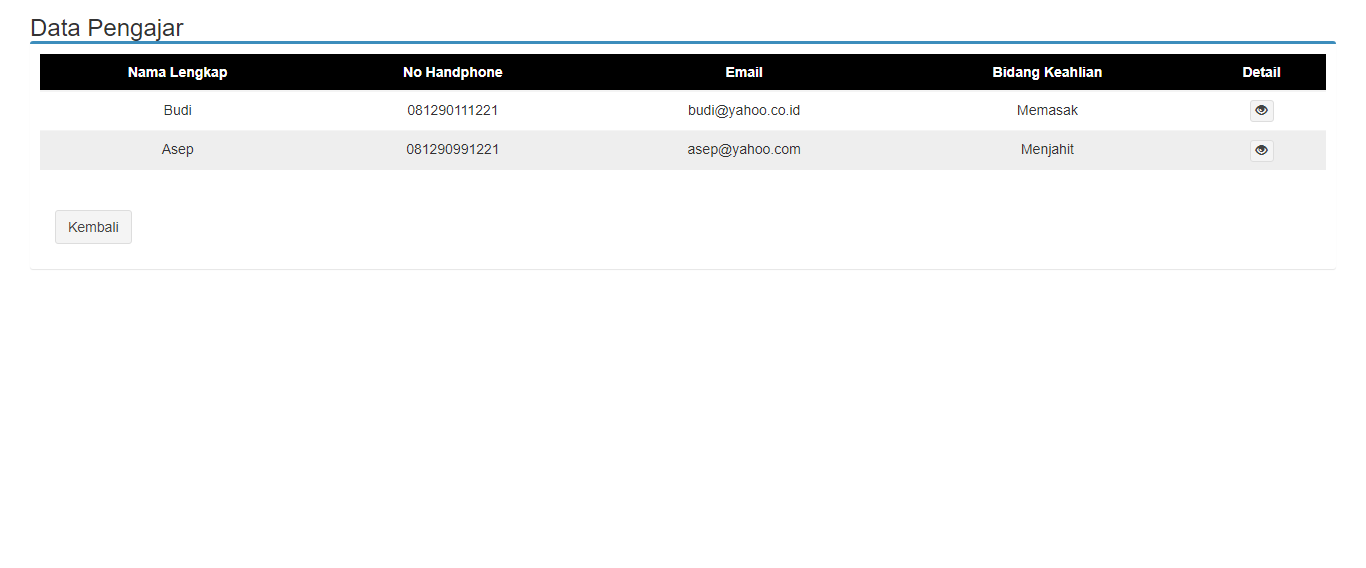 Data Pengajar
Nama Lengkap No Handphone Email Bidang Keahlian Detail
Budi 081290111221 budi@yahoo.co.id Memasak
Asep 081290991221 asep@yahoo.com Menjahit
Kembali